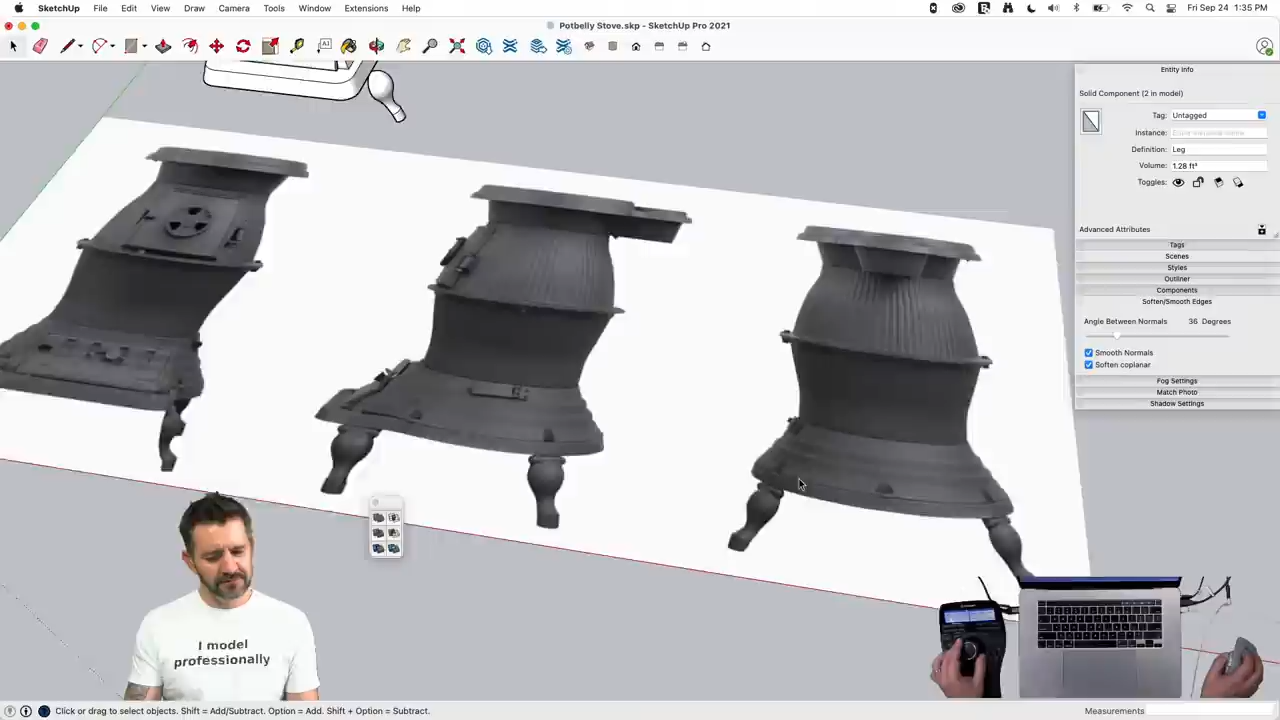 SketchUp File Edit View Draw Camera Tools Window Extensions Help
Fri Sep 24 1:35 PM
Potbelly Stove.skp - SketchUp Pro 2021
Entity Info
Solid Component (2 in model)
Tag: Untagged
Instance:
Definition: Leg
Volume: 1.28 ft³
Toggles:
Advanced Attributes
Tags
Scenes
Styles
Outliner
Components
Soften/Smooth Edges
Angle Between Normals 36 Degrees
Smooth Normals
Soften coplanar
Fog Settings
Match Photo
Shadow Settings
I model
professionally
Click or drag to select objects. Shift = Add/Subtract. Option = Add. Shift + Option = Subtract.
Measurements